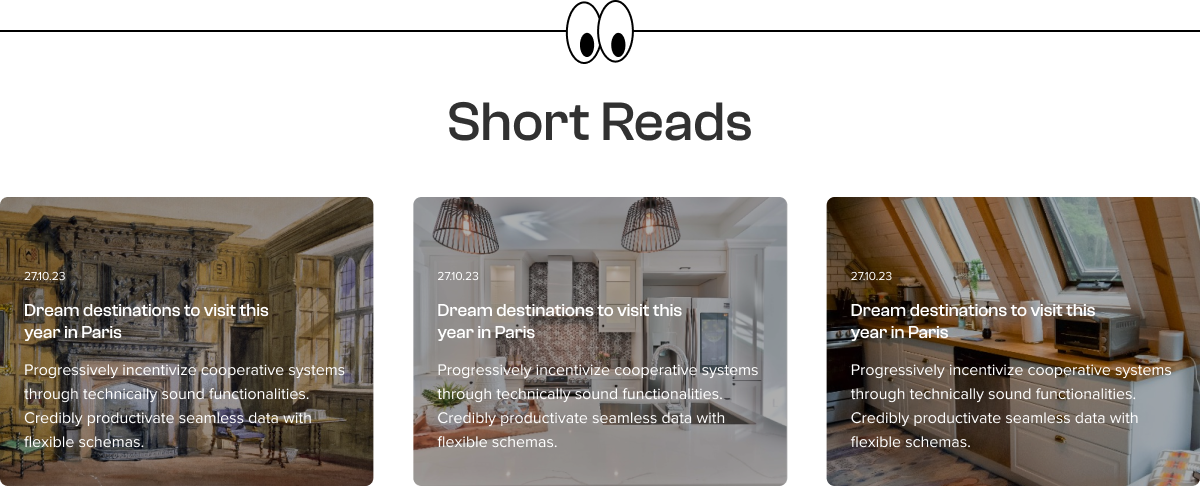 Short Reads
27.10.23
Dream destinations to visit this
year in Paris
Progressively incentivize cooperative systems
through technically sound functionalities.
Credibly productivate seamless data with
flexible schemas.
27.10.23
Dream destinations to visit this
year in Paris
Progressively incentivize cooperative systems
through technically sound functionalities.
Credibly productivate seamless data with
flexible schemas.
27.10.23
Dream destinations to visit this
year in Paris
Progressively incentivize cooperative systems
through technically sound functionalities.
Credibly productivate seamless data with
flexible schemas.